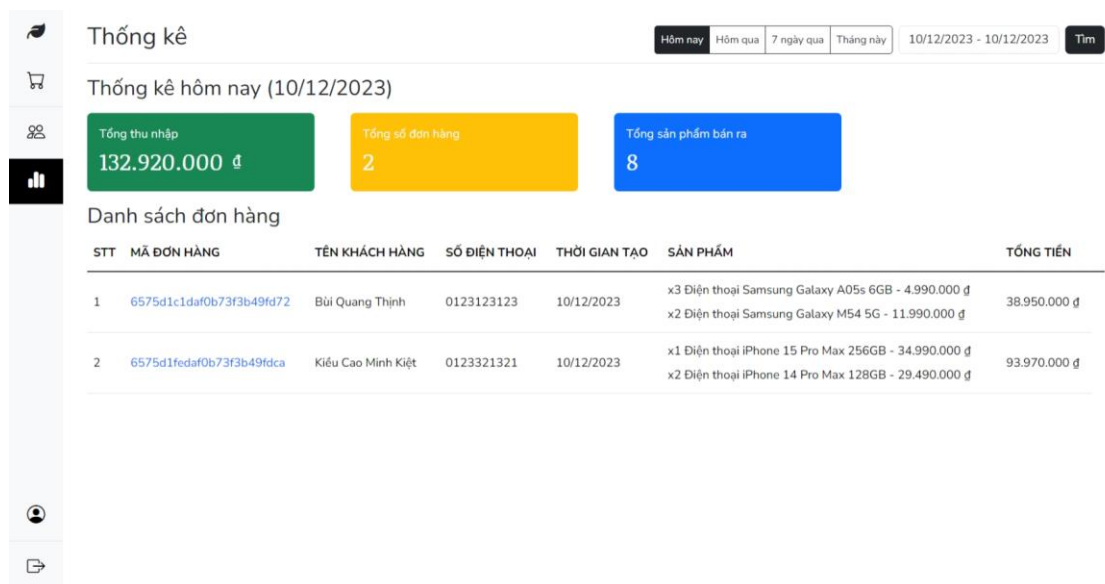 Thống kê
Hôm nay Hôm qua 7 ngày qua Tháng này 10/12/2023 - 10/12/2023 Tìm
Thống kê hôm nay (10/12/2023)
Tổng thu nhập
132.920.000 ₫
Tổng số đơn hàng
2
Tổng sản phẩm bán ra
8
Danh sách đơn hàng
STT MÃ ĐƠN HÀNG TÊN KHÁCH HÀNG SỐ ĐIỆN THOẠI THỜI GIAN TẠO SẢN PHẨM TỔNG TIỀN
1 6575d1c1daf0b73f3b49fd72 Bùi Quang Thịnh 0123123123 10/12/2023 x3 Điện thoại Samsung Galaxy A05s 6GB - 4.990.000 ₫
x2 Điện thoại Samsung Galaxy M54 5G - 11.990.000 ₫ 38.950.000 ₫
2 6575d1fedaf0b73f3b49fdca Kiều Cao Minh Kiệt 0123321321 10/12/2023 x1 Điện thoại iPhone 15 Pro Max 256GB - 34.990.000 ₫
x2 Điện thoại iPhone 14 Pro Max 128GB - 29.490.000 ₫ 93.970.000 ₫